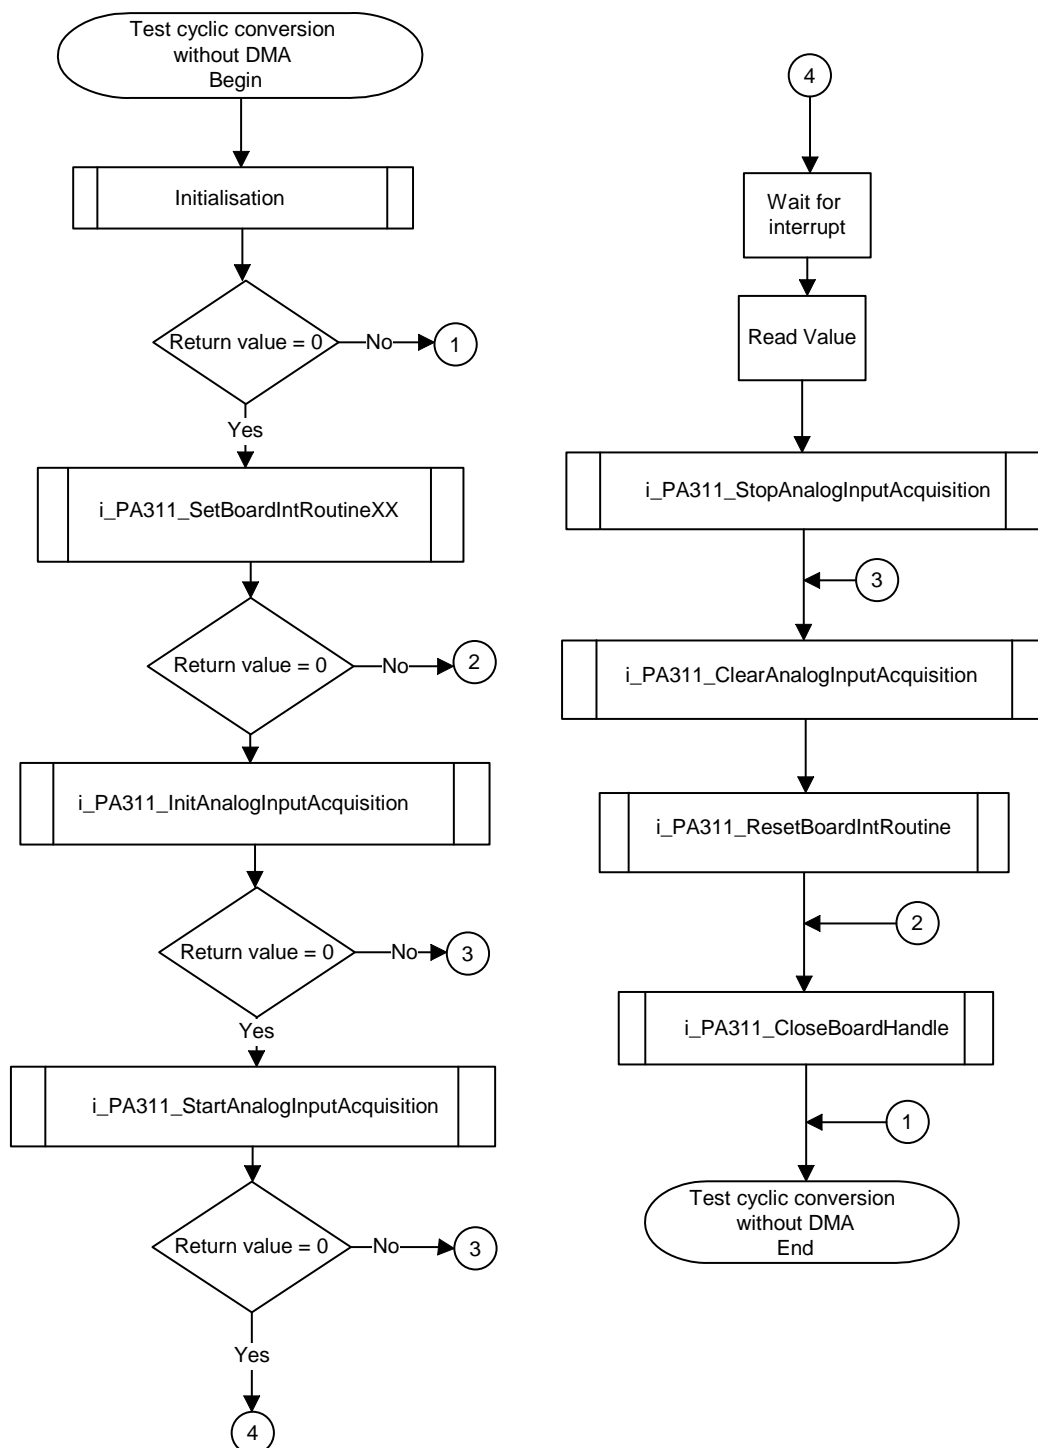 Test cyclic conversion
without DMA
Begin
Initialisation
Return value = 0
No
1
Yes
i_PA311_SetBoardIntRoutineXX
Return value = 0
No
2
i_PA311_InitAnalogInputAcquisition
Return value = 0
No
3
Yes
i_PA311_StartAnalogInputAcquisition
Return value = 0
No
3
Yes
4
4
Wait for
interrupt
Read Value
i_PA311_StopAnalogInputAcquisition
3
i_PA311_ClearAnalogInputAcquisition
i_PA311_ResetBoardIntRoutine
2
i_PA311_CloseBoardHandle
1
Test cyclic conversion
without DMA
End